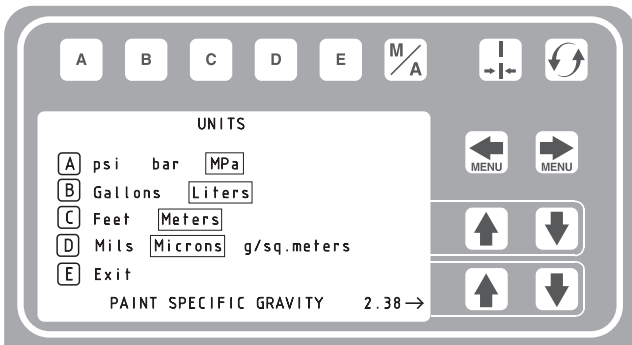 A B C D E M/A
UNITS
A psi bar MPa
MENU MENU
B Gallons Liters
C Feet Meters
D Mils Microns g/sq.meters
E Exit
PAINT SPECIFIC GRAVITY 2.38→